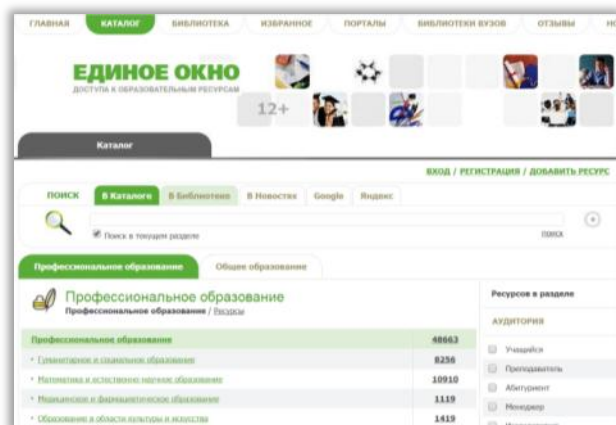 ГЛАВНАЯ КАТАЛОГ БИБЛИОТЕКА ИЗБРАННОЕ ПОРТАЛЫ БИБЛИОТЕКИ ВУЗОВ ОТЗЫВЫ
ЕДИНОЕ ОКНО
ДОСТУПА К ОБРАЗОВАТЕЛЬНЫМ РЕСУРСАМ
12+
Каталог
ВХОД / РЕГИСТРАЦИЯ / ДОБАВИТЬ РЕСУРС
ПОИСК В Каталоге В Библиотеке В Новостях Google Яндекс
Поиск в текущем разделе ПОИСК
Профессиональное образование Общее образование
Профессиональное образование
Профессиональное образование / Ресурсы
Ресурсов в разделе
Профессиональное образование 48663
АУДИТОРИЯ
• Гуманитарное и социальное образование 8256
Учащийся
• Математика и естественно-научное образование 10910
Преподаватель
• Медицинское и фармацевтическое образование 1119
Абитуриент
• Образование в области культуры и искусства 1419
Менеджер